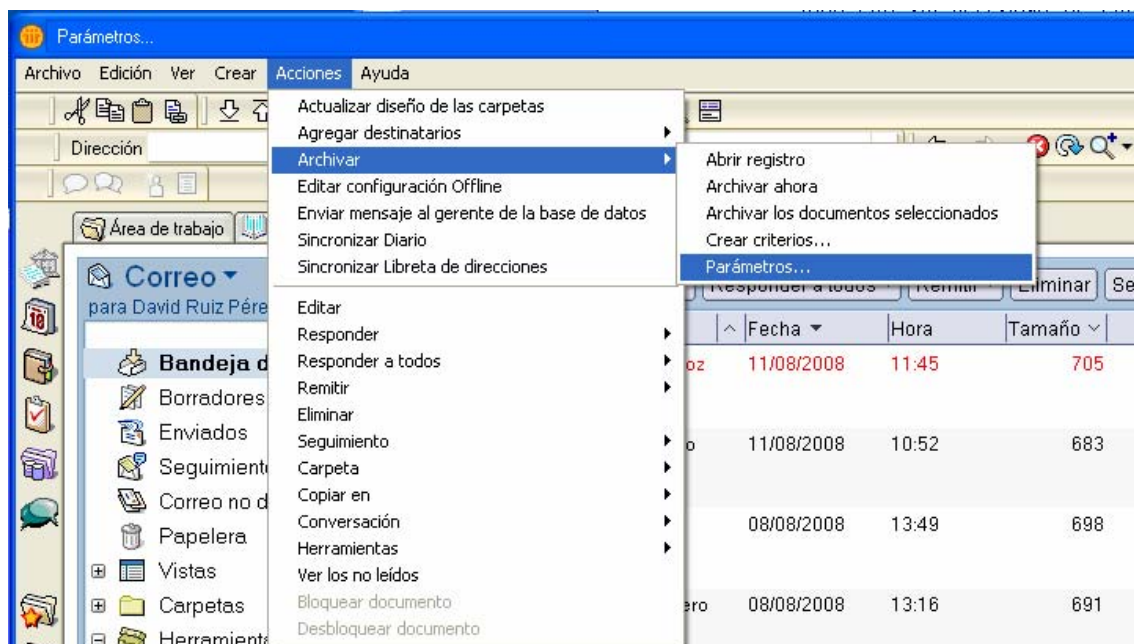 Parámetros...
Archivo Edición Ver Crear Acciones Ayuda
Dirección
Área de trabajo
Correo
para David Ruiz Pére
Bandeja d
Borradores
Enviados
Seguimient
Correo no d
Papelera
Vistas
Carpetas
Herramient
Actualizar diseño de las carpetas
Agregar destinatarios
Archivar
Editar configuración Offline
Enviar mensaje al gerente de la base de datos
Sincronizar Diario
Sincronizar Libreta de direcciones
Editar
Responder
Responder a todos
Remitir
Eliminar
Seguimiento
Carpeta
Copiar en
Conversación
Herramientas
Ver los no leídos
Bloquear documento
Desbloquear documento
Abrir registro
Archivar ahora
Archivar los documentos seleccionados
Crear criterios...
Parámetros...
Responder a todos Remitir Eliminar Se
Fecha Hora Tamaño
oz 11/08/2008 11:45 705
o 11/08/2008 10:52 683
08/08/2008 13:49 698
ero 08/08/2008 13:16 691